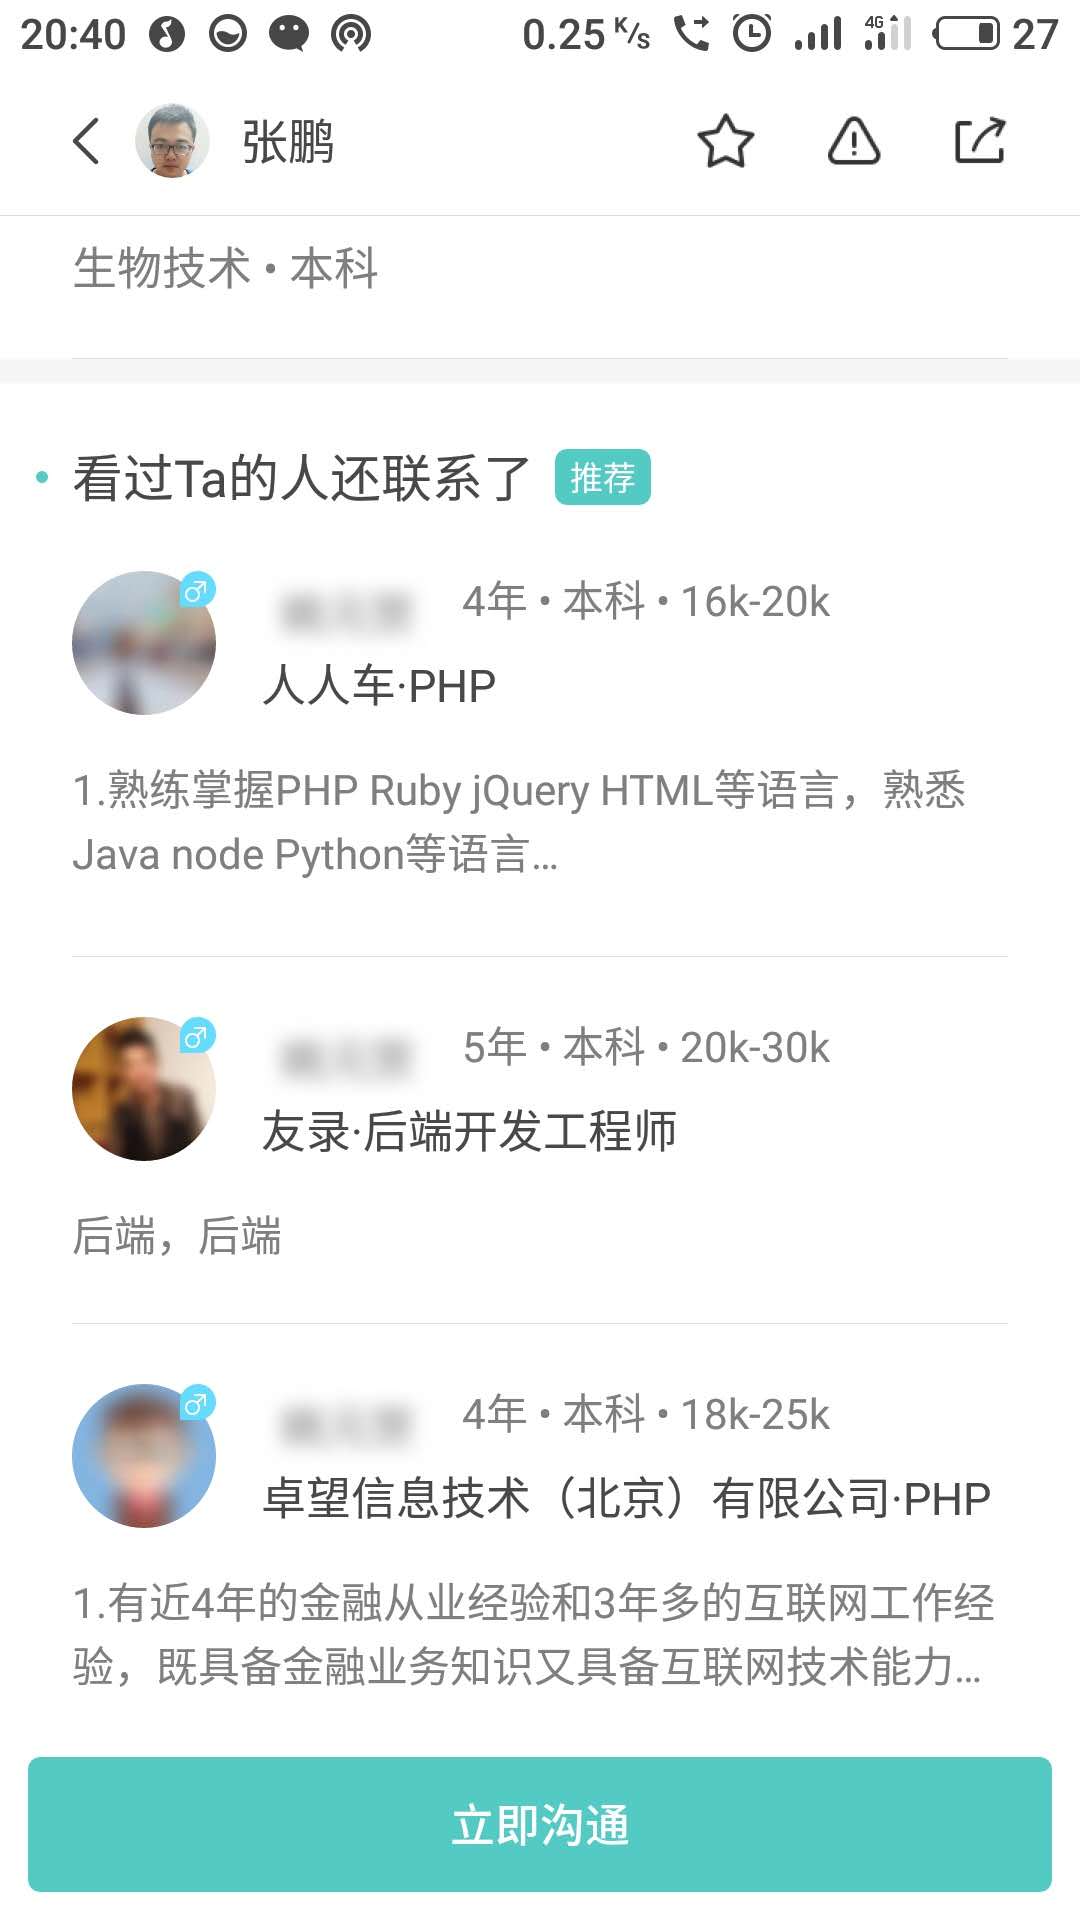 20:40 0.25 K/s 4G 27
张鹏
生物技术 • 本科
看过Ta的人还联系了 推荐
4年 • 本科 • 16k-20k
人人车·PHP
1.熟练掌握PHP Ruby jQuery HTML等语言，熟悉
Java node Python等语言...
5年 • 本科 • 20k-30k
友录·后端开发工程师
后端，后端
4年 • 本科 • 18k-25k
卓望信息技术（北京）有限公司·PHP
1.有近4年的金融从业经验和3年多的互联网工作经
验，既具备金融业务知识又具备互联网技术能力...
立即沟通